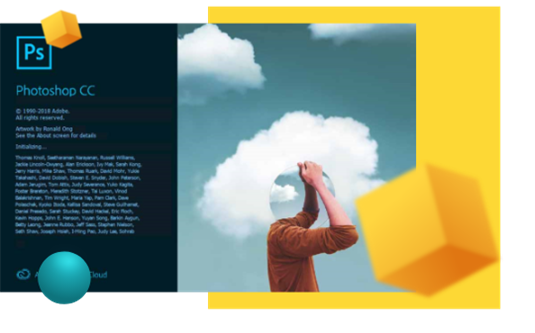 Ps
Photoshop CC
© 1990-2018 Adobe.
All rights reserved.
Artwork by Ronald Ong
See the About screen for details
Initializing...
Thomas Knoll, Seetharaman Narayanan, Russell Williams,
Jackie Lincoln-Owyang, Alan Erickson, Ivy Mak, Sarah Kong,
Jerry Harris, Mike Shaw, Thomas Ruark, David Mohr, Yukie
Takahashi, David Dobish, Steven E. Snyder, John Peterson,
Adam Jerugim, Tom Attix, Judy Severance, Yuko Kagita,
Foster Brereton, Meredith Stotzner, Tai Luxon, Vinod
Balakrishnan, Tim Wright, Maria Yap, Pam Clark, Dave
Polaschek, Kyoko Itoda, Kellisa Sandoval, Steve Guilhamet,
Daniel Presedo, Sarah Stuckey, David Hackel, Eric Floch,
Kevin Hopps, John E. Hanson, Yuyan Song, Barkin Aygun,
Betty Leong, Jeanne Rubbo, Jeff Sass, Stephen Nielson,
Seth Shaw, Joseph Hsieh, I-Ming Pao, Judy Lee, Sohrab
A
loud